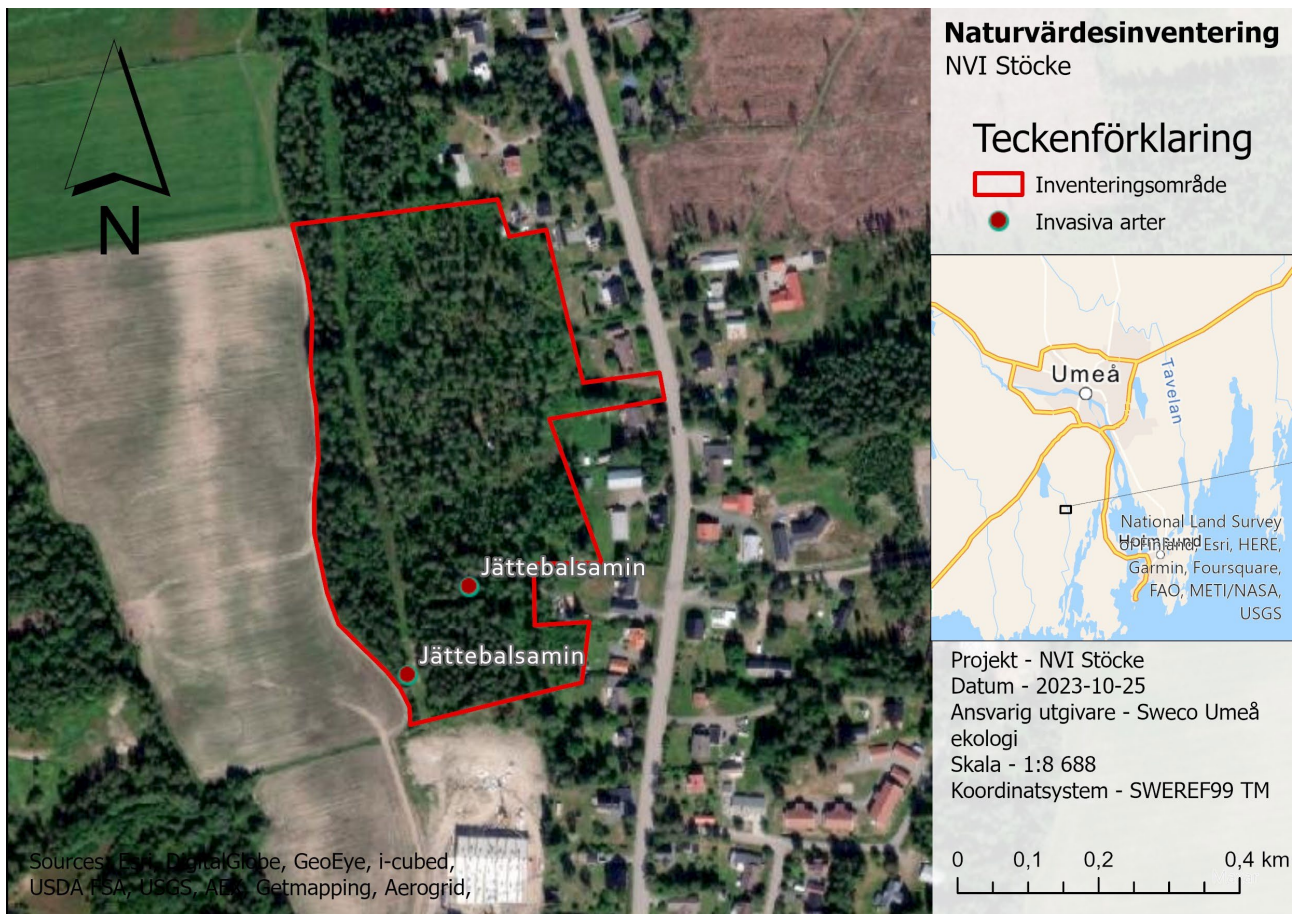 Naturvärdesinventering
NVI Stöcke
Teckenförklaring
Inventeringsområde
Invasiva arter
N
Jättebalsamin
Jättebalsamin
Umeå
Tavelan
National Land Survey
of Finland, Esri, HERE,
Garmin, Foursquare,
FAO, METI/NASA,
USGS
Projekt - NVI Stöcke
Datum - 2023-10-25
Ansvarig utgivare - Sweco Umeå
ekologi
Skala - 1:8 688
Koordinatsystem - SWEREF99 TM
0 0,1 0,2 0,4 km
Sources: Esri, DigitalGlobe, GeoEye, i-cubed,
USDA FSA, USGS, AEX, Getmapping, Aerogrid,